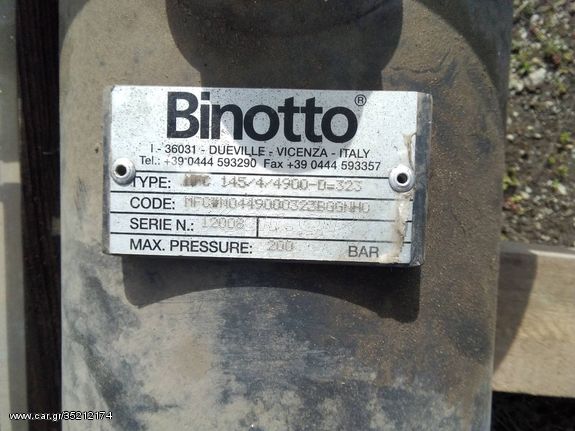 Binotto®
I - 36031 - DUEVILLE - VICENZA - ITALY
Tel.: +39 0444 593290 Fax +39 0444 593357
TYPE: MFC 145/4/4900-D=323
CODE:
SERIE N.: 12008
MAX. PRESSURE: 200 BAR
www.car.gr/35212174